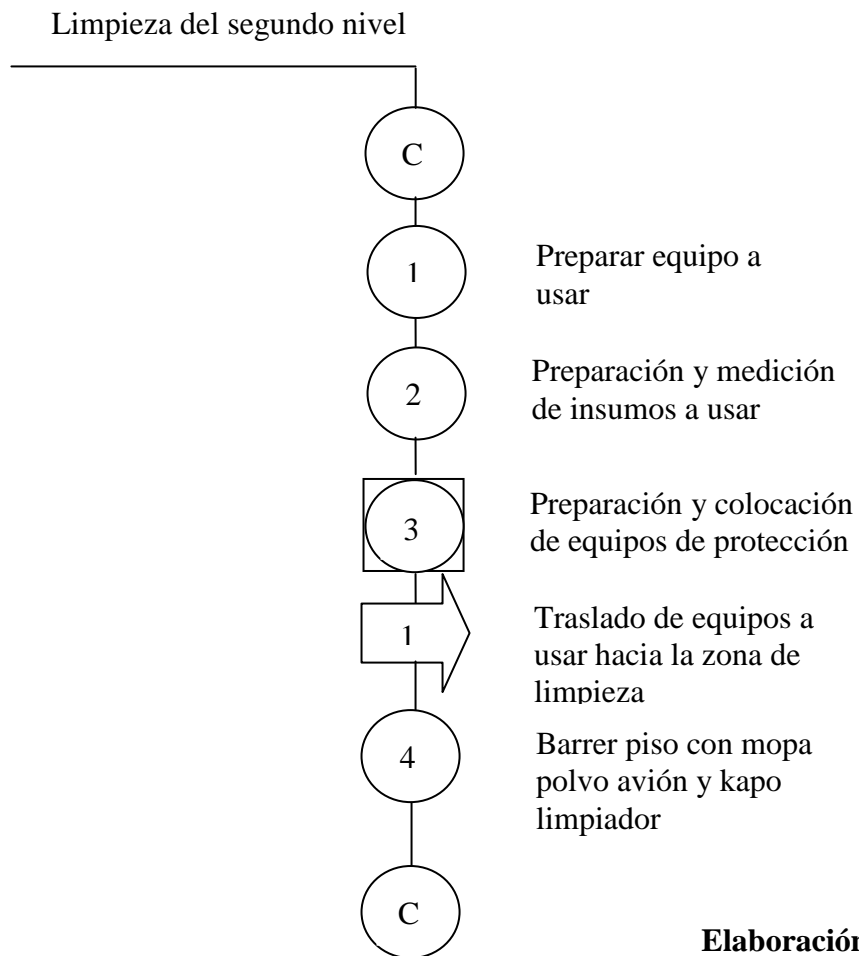 Limpieza del segundo nivel
C
1
Preparar equipo a
usar
2
Preparación y medición
de insumos a usar
3
Preparación y colocación
de equipos de protección
1
Traslado de equipos a
usar hacia la zona de
limpieza
4
Barrer piso con mopa
polvo avión y kapo
limpiador
C
Elaboración